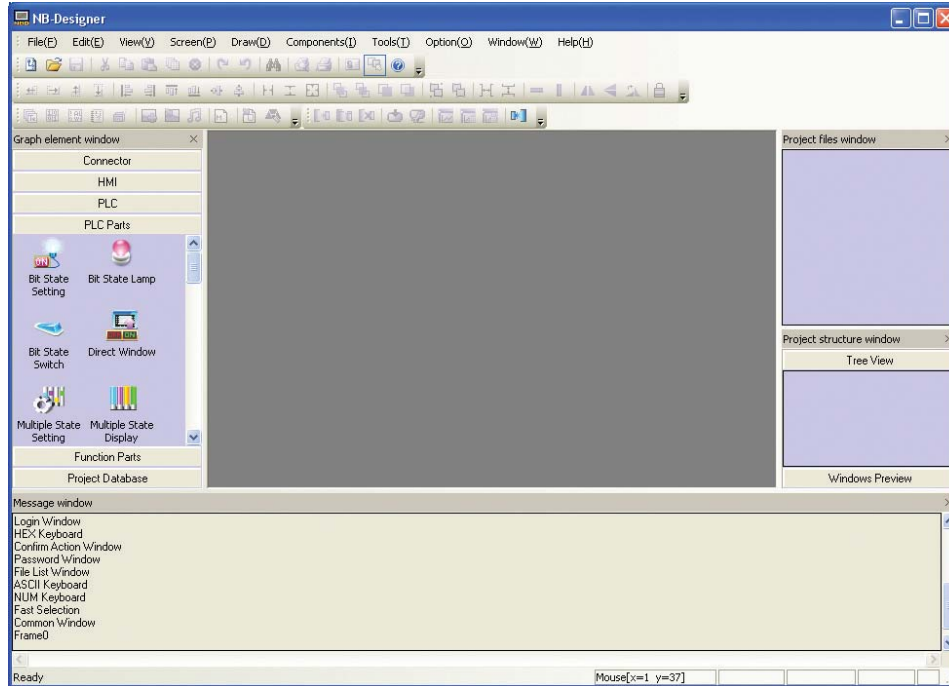 NB-Designer
File(F) Edit(E) View(V) Screen(P) Draw(D) Components(I) Tools(T) Option(O) Window(W) Help(H)
Graph element window
Connector
HMI
PLC
PLC Parts
Bit State Setting
Bit State Lamp
Bit State Switch
Direct Window
Multiple State Setting
Multiple State Display
Function Parts
Project Database
Project files window
Project structure window
Tree View
Windows Preview
Message window
Login Window
HEX Keyboard
Confirm Action Window
Password Window
File List Window
ASCII Keyboard
NUM Keyboard
Fast Selection
Common Window
Frame0
Ready
Mouse[x=1 y=37]